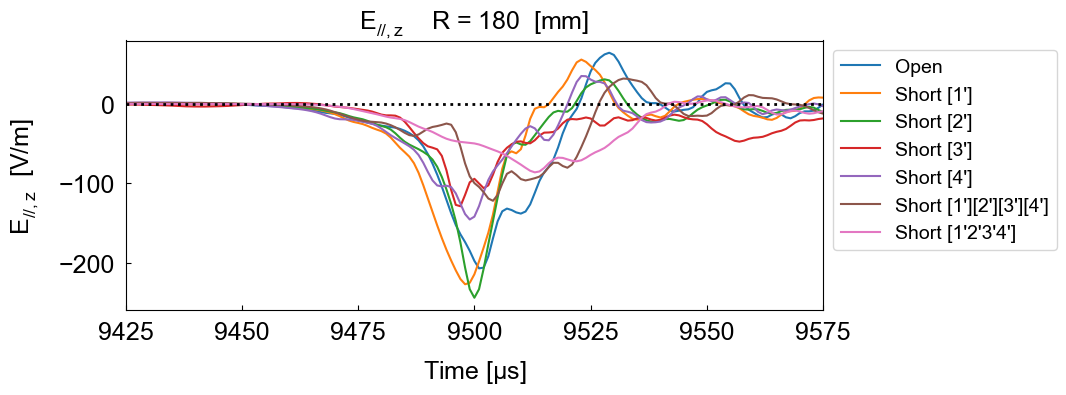 E//, z R = 180 [mm]
E//, z [V/m]
0
−100
−200
9425 9450 9475 9500 9525 9550 9575
Time [μs]
Open
Short [1']
Short [2']
Short [3']
Short [4']
Short [1'][2'][3'][4']
Short [1'2'3'4']